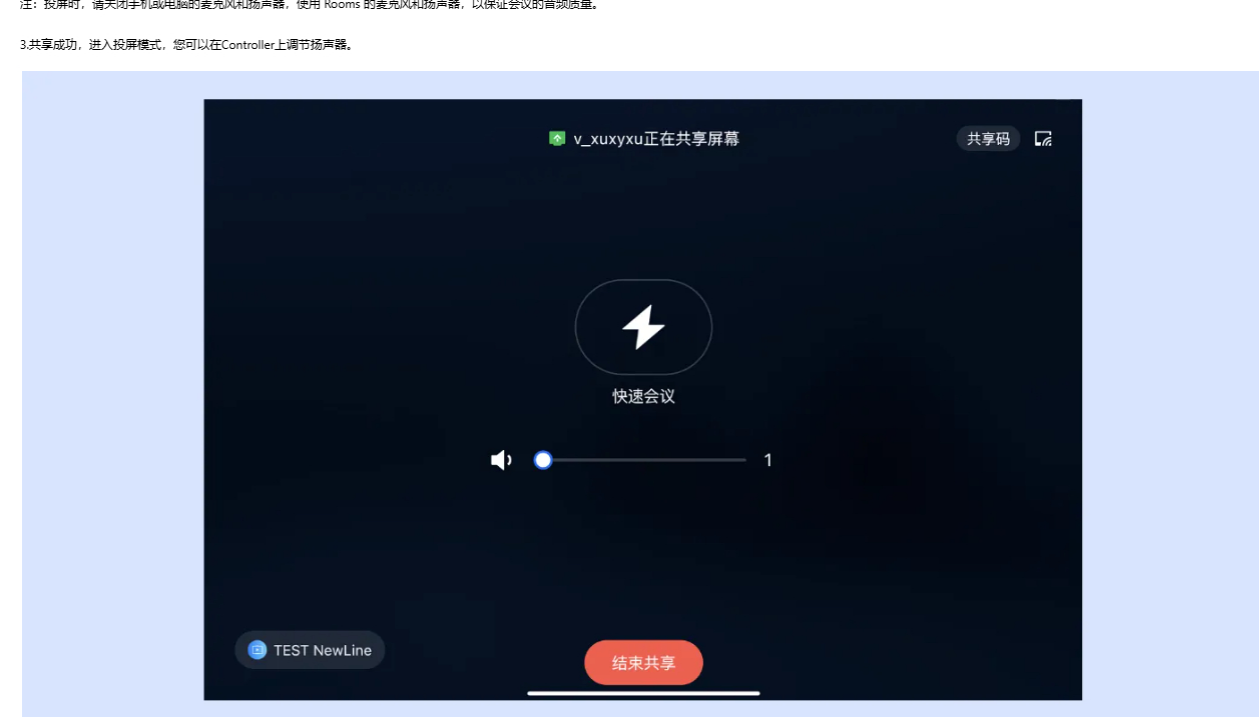 注：投屏时，请关闭手机或电脑的麦克风和扬声器，使用 Rooms 的麦克风和扬声器，以保证会议的音频质量。
3.共享成功，进入投屏模式，您可以在Controller上调节扬声器。
v_xuxyxu正在共享屏幕
共享码
快速会议
1
TEST NewLine
结束共享